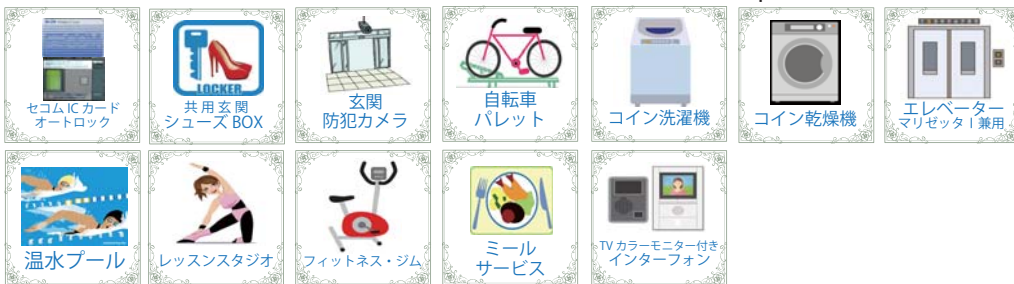 セコム IC カード
オートロック
LOCKER
共用玄関
シューズ BOX
玄関
防犯カメラ
自転車
パレット
コイン洗濯機
コイン乾燥機
エレベーター
マリゼッタ I 兼用
温水プール
レッスンスタジオ
フィットネス・ジム
ミール
サービス
TV カラーモニター付き
インターフォン